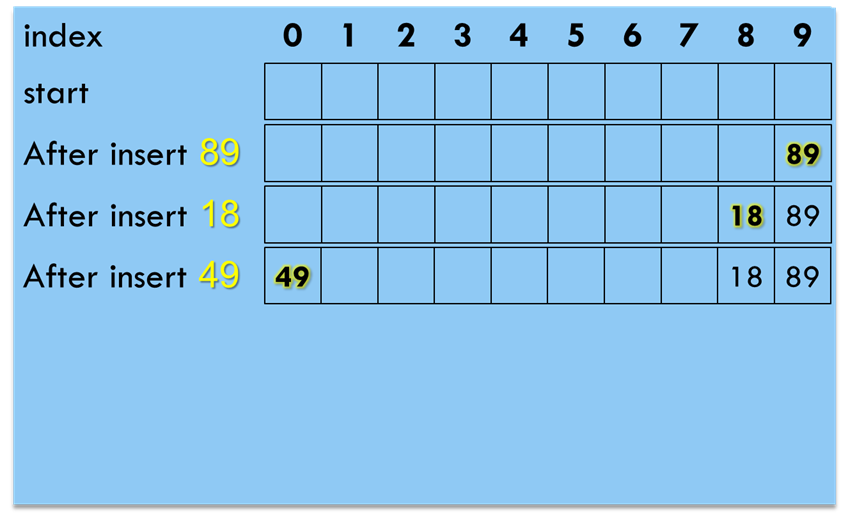 index 0 1 2 3 4 5 6 7 8 9
start
After insert 89 89
After insert 18 18 89
After insert 49 49 18 89